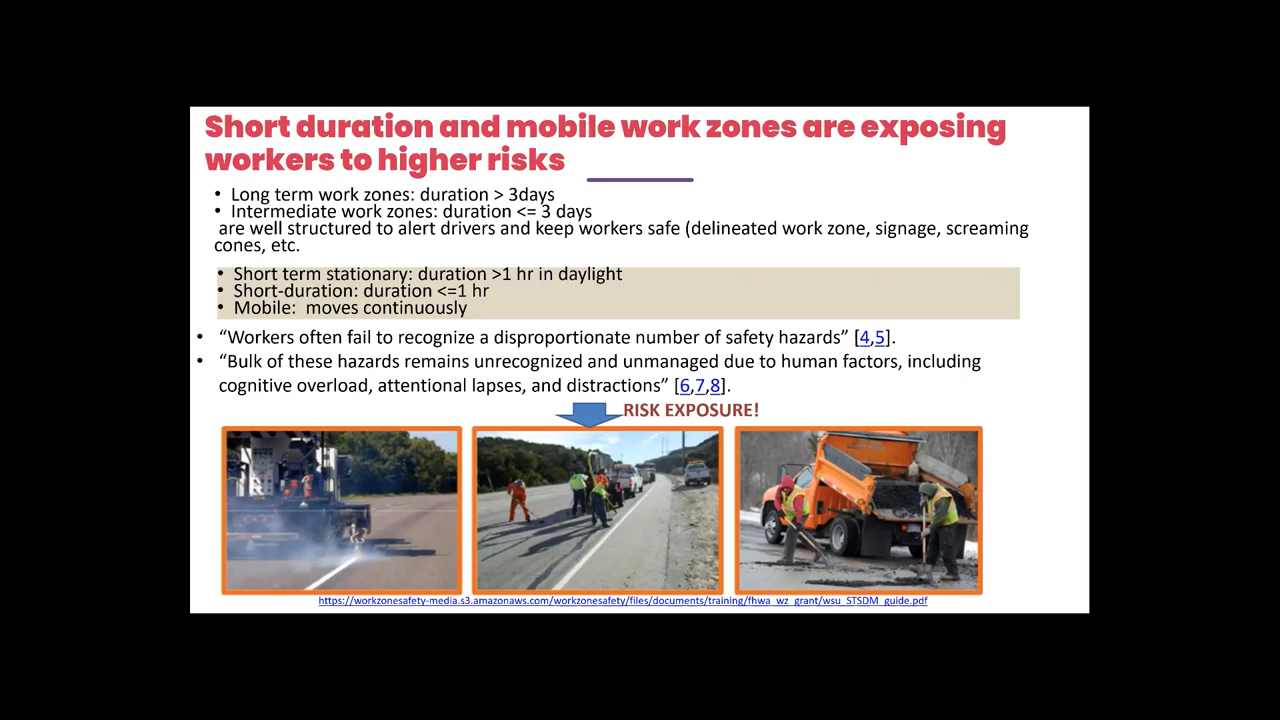 Short duration and mobile work zones are exposing
workers to higher risks
• Long term work zones: duration > 3days
• Intermediate work zones: duration <= 3 days
are well structured to alert drivers and keep workers safe (delineated work zone, signage, screaming
cones, etc.
• Short term stationary: duration >1 hr in daylight
• Short-duration: duration <=1 hr
• Mobile: moves continuously
• “Workers often fail to recognize a disproportionate number of safety hazards” [4,5].
• “Bulk of these hazards remains unrecognized and unmanaged due to human factors, including
cognitive overload, attentional lapses, and distractions” [6,7,8].
RISK EXPOSURE!
https://workzonesafety-media.s3.amazonaws.com/workzonesafety/files/documents/training/fhwa_wz_grant/wsu_STSDM_guide.pdf